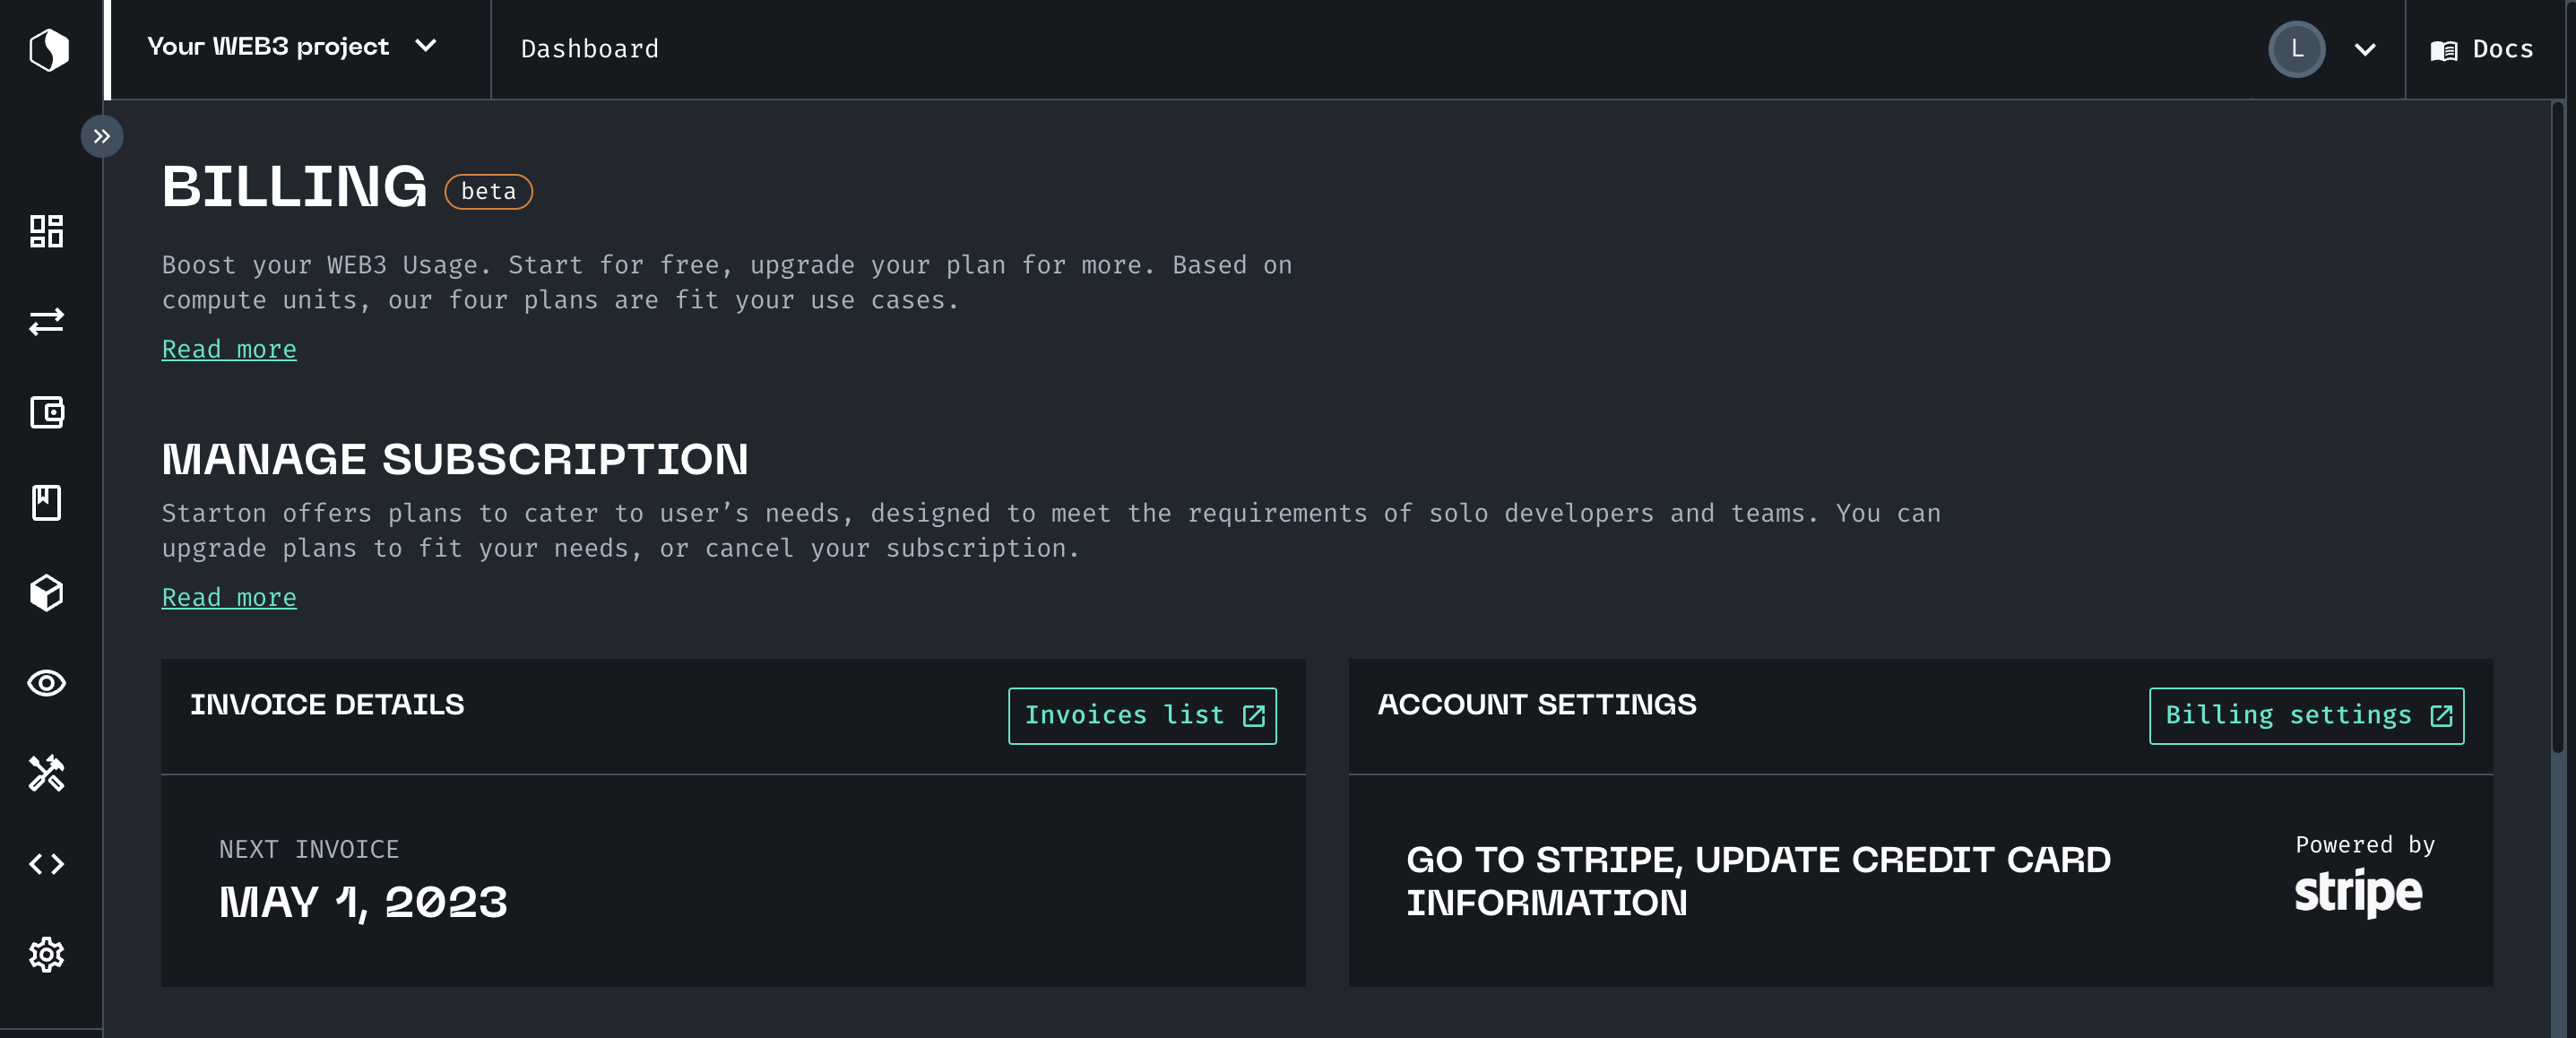 Your WEB3 project
Dashboard
L
Docs
BILLING
beta
Boost your WEB3 Usage. Start for free, upgrade your plan for more. Based on
compute units, our four plans are fit your use cases.
Read more
MANAGE SUBSCRIPTION
Starton offers plans to cater to user’s needs, designed to meet the requirements of solo developers and teams. You can
upgrade plans to fit your needs, or cancel your subscription.
Read more
INVOICE DETAILS
Invoices list
NEXT INVOICE
MAY 1, 2023
ACCOUNT SETTINGS
Billing settings
GO TO STRIPE, UPDATE CREDIT CARD
INFORMATION
Powered by
stripe